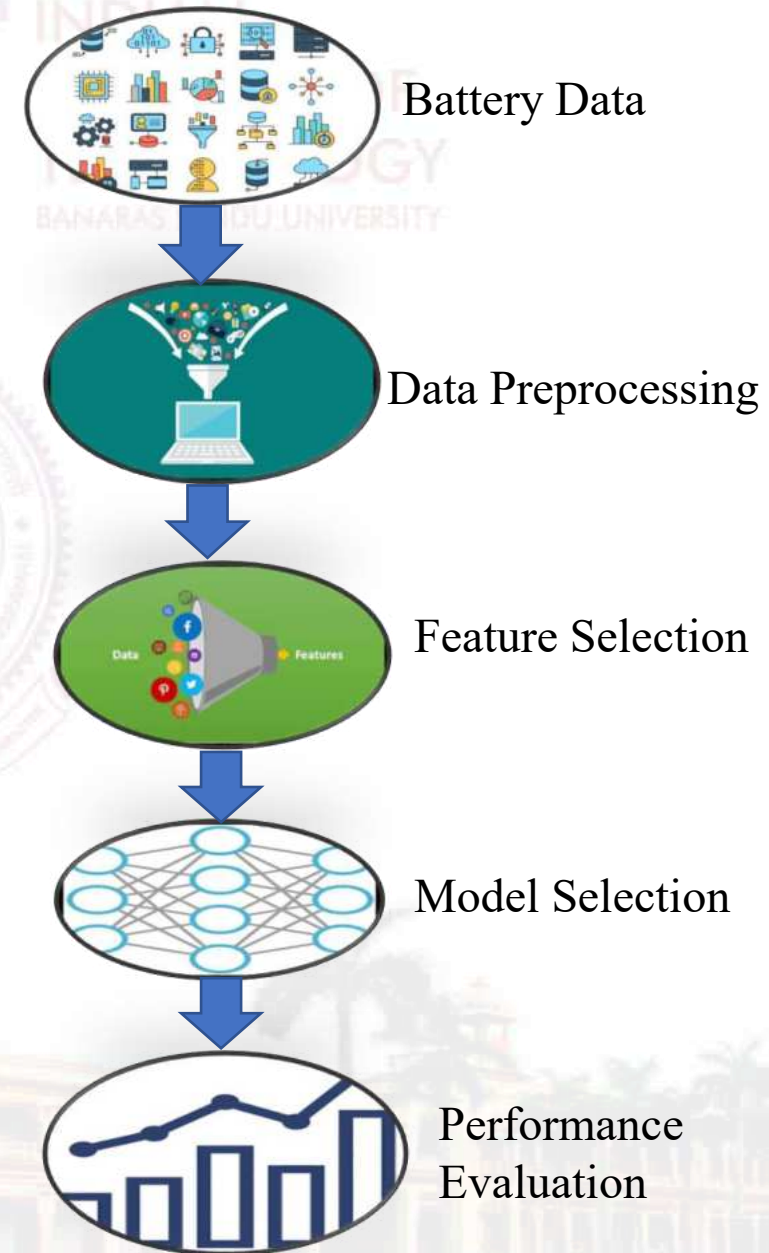 BANARAS HINDU UNIVERSITY
Battery Data
Data Preprocessing
Data
Features
Feature Selection
Model Selection
Performance
Evaluation